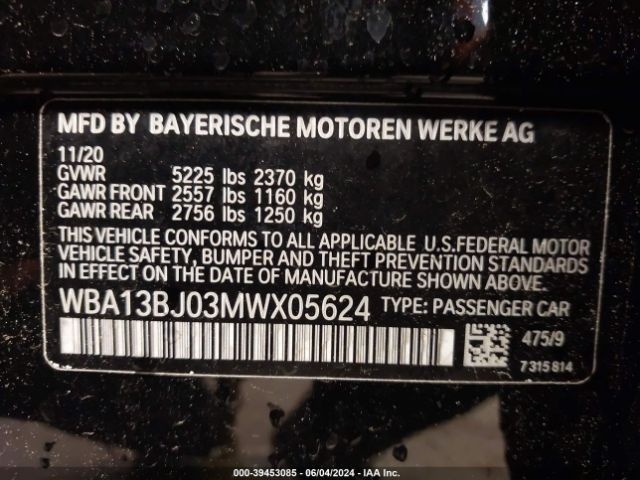 MFD BY BAYERISCHE MOTOREN WERKE AG
11/20
GVWR 5225 lbs 2370 kg
GAWR FRONT 2557 lbs 1160 kg
GAWR REAR 2756 lbs 1250 kg
THIS VEHICLE CONFORMS TO ALL APPLICABLE U.S.FEDERAL MOTOR
VEHICLE SAFETY, BUMPER AND THEFT PREVENTION STANDARDS
IN EFFECT ON THE DATE OF MANUFACTURE SHOWN ABOVE.
WBA13BJ03MWX05624 TYPE: PASSENGER CAR
475/9
7315814
000-39453085 - 06/04/2024 - IAA Inc.